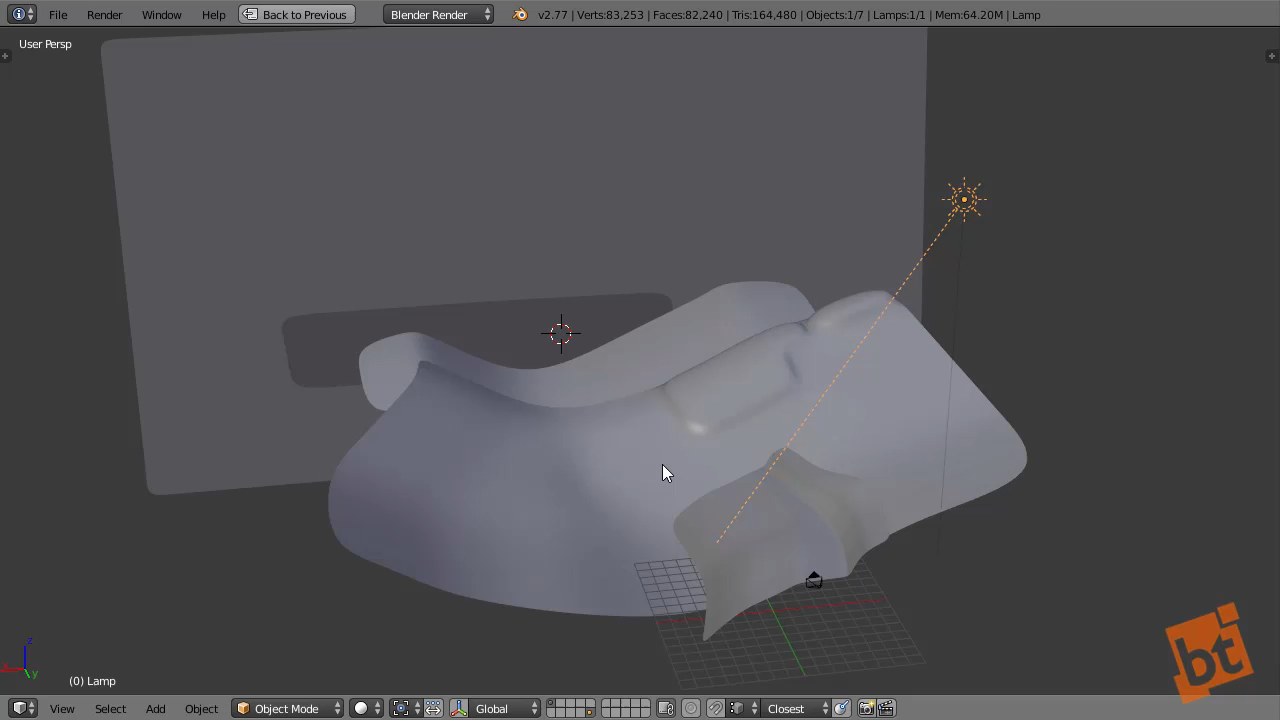 File Render Window Help Back to Previous Blender Render v2.77 | Verts:83,253 | Faces:82,240 | Tris:164,480 | Objects:1/7 | Lamps:1/1 | Mem:64.20M | Lamp
User Persp
z
x
y
(0) Lamp
bt
View Select Add Object Object Mode Global Closest